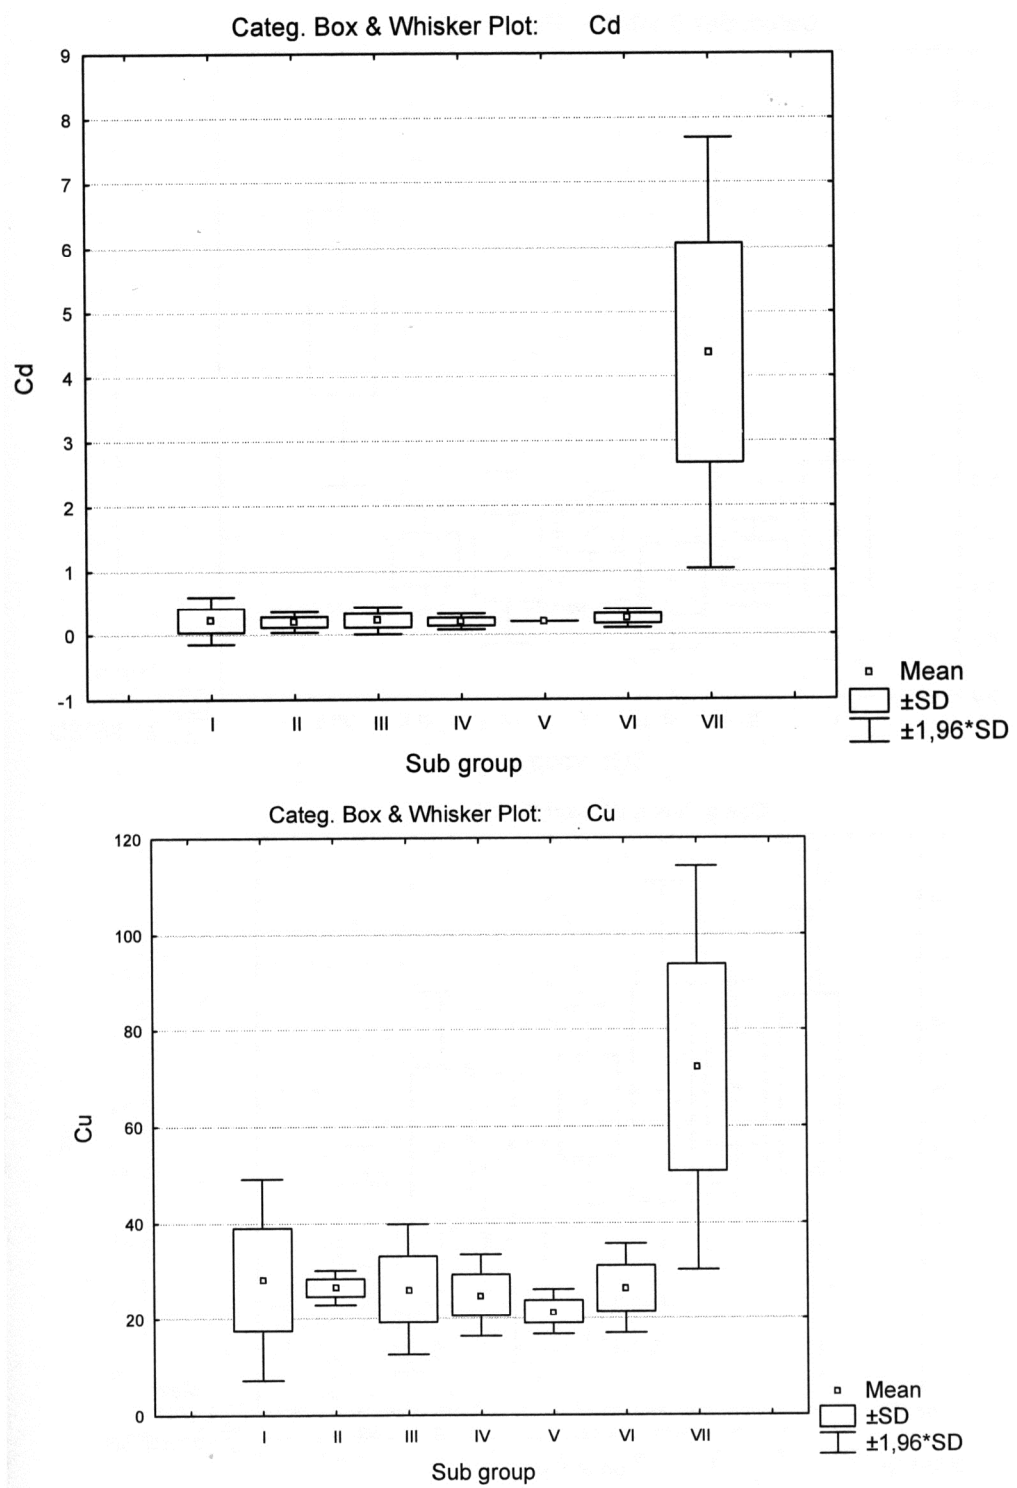 Categ. Box & Whisker Plot: Cd
9
8
7
6
5
4
3
2
1
0
-1
Cd
I II III IV V VI VII
Sub group
Mean
±SD
±1,96*SD
Categ. Box & Whisker Plot: Cu
120
100
80
60
40
20
0
Cu
I II III IV V VI VII
Sub group
Mean
±SD
±1,96*SD